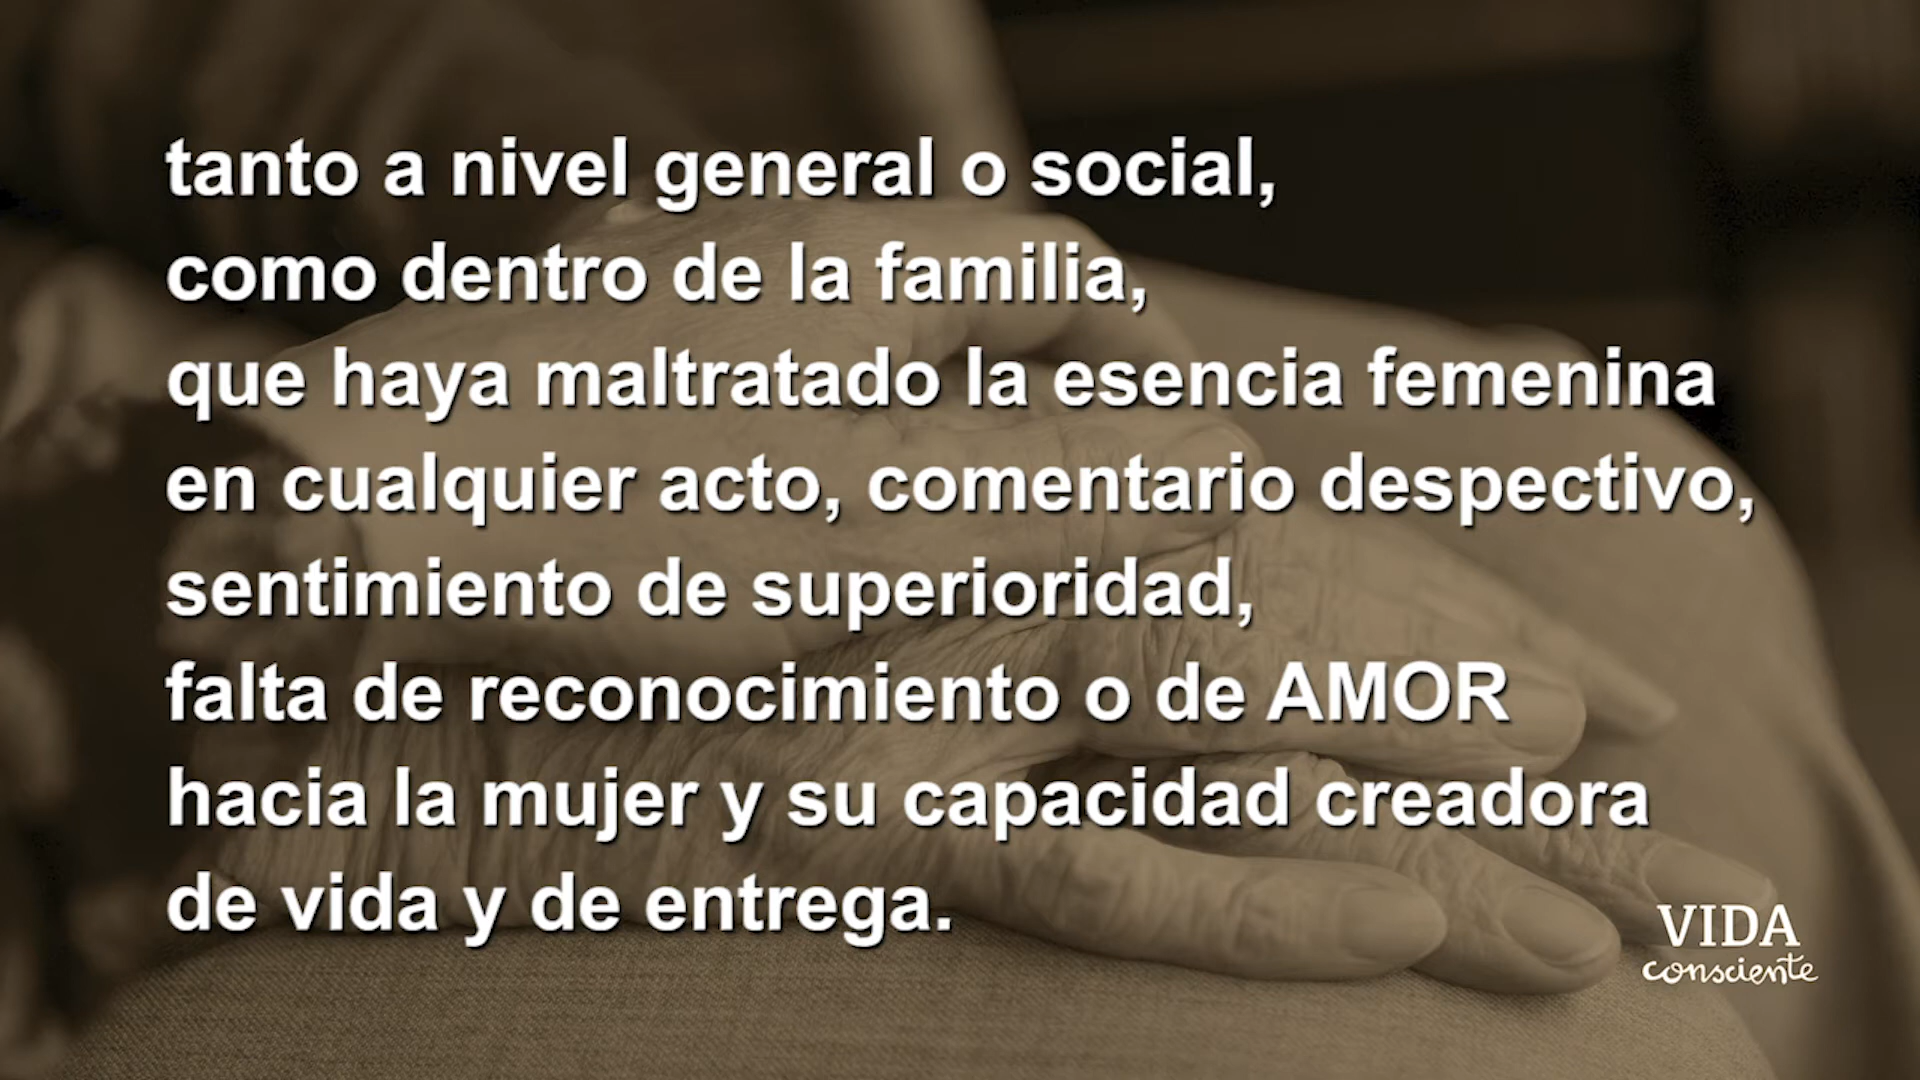 tanto a nivel general o social,
como dentro de la familia,
que haya maltratado la esencia femenina
en cualquier acto, comentario despectivo,
sentimiento de superioridad,
falta de reconocimiento o de AMOR
hacia la mujer y su capacidad creadora
de vida y de entrega.
VIDA
consciente